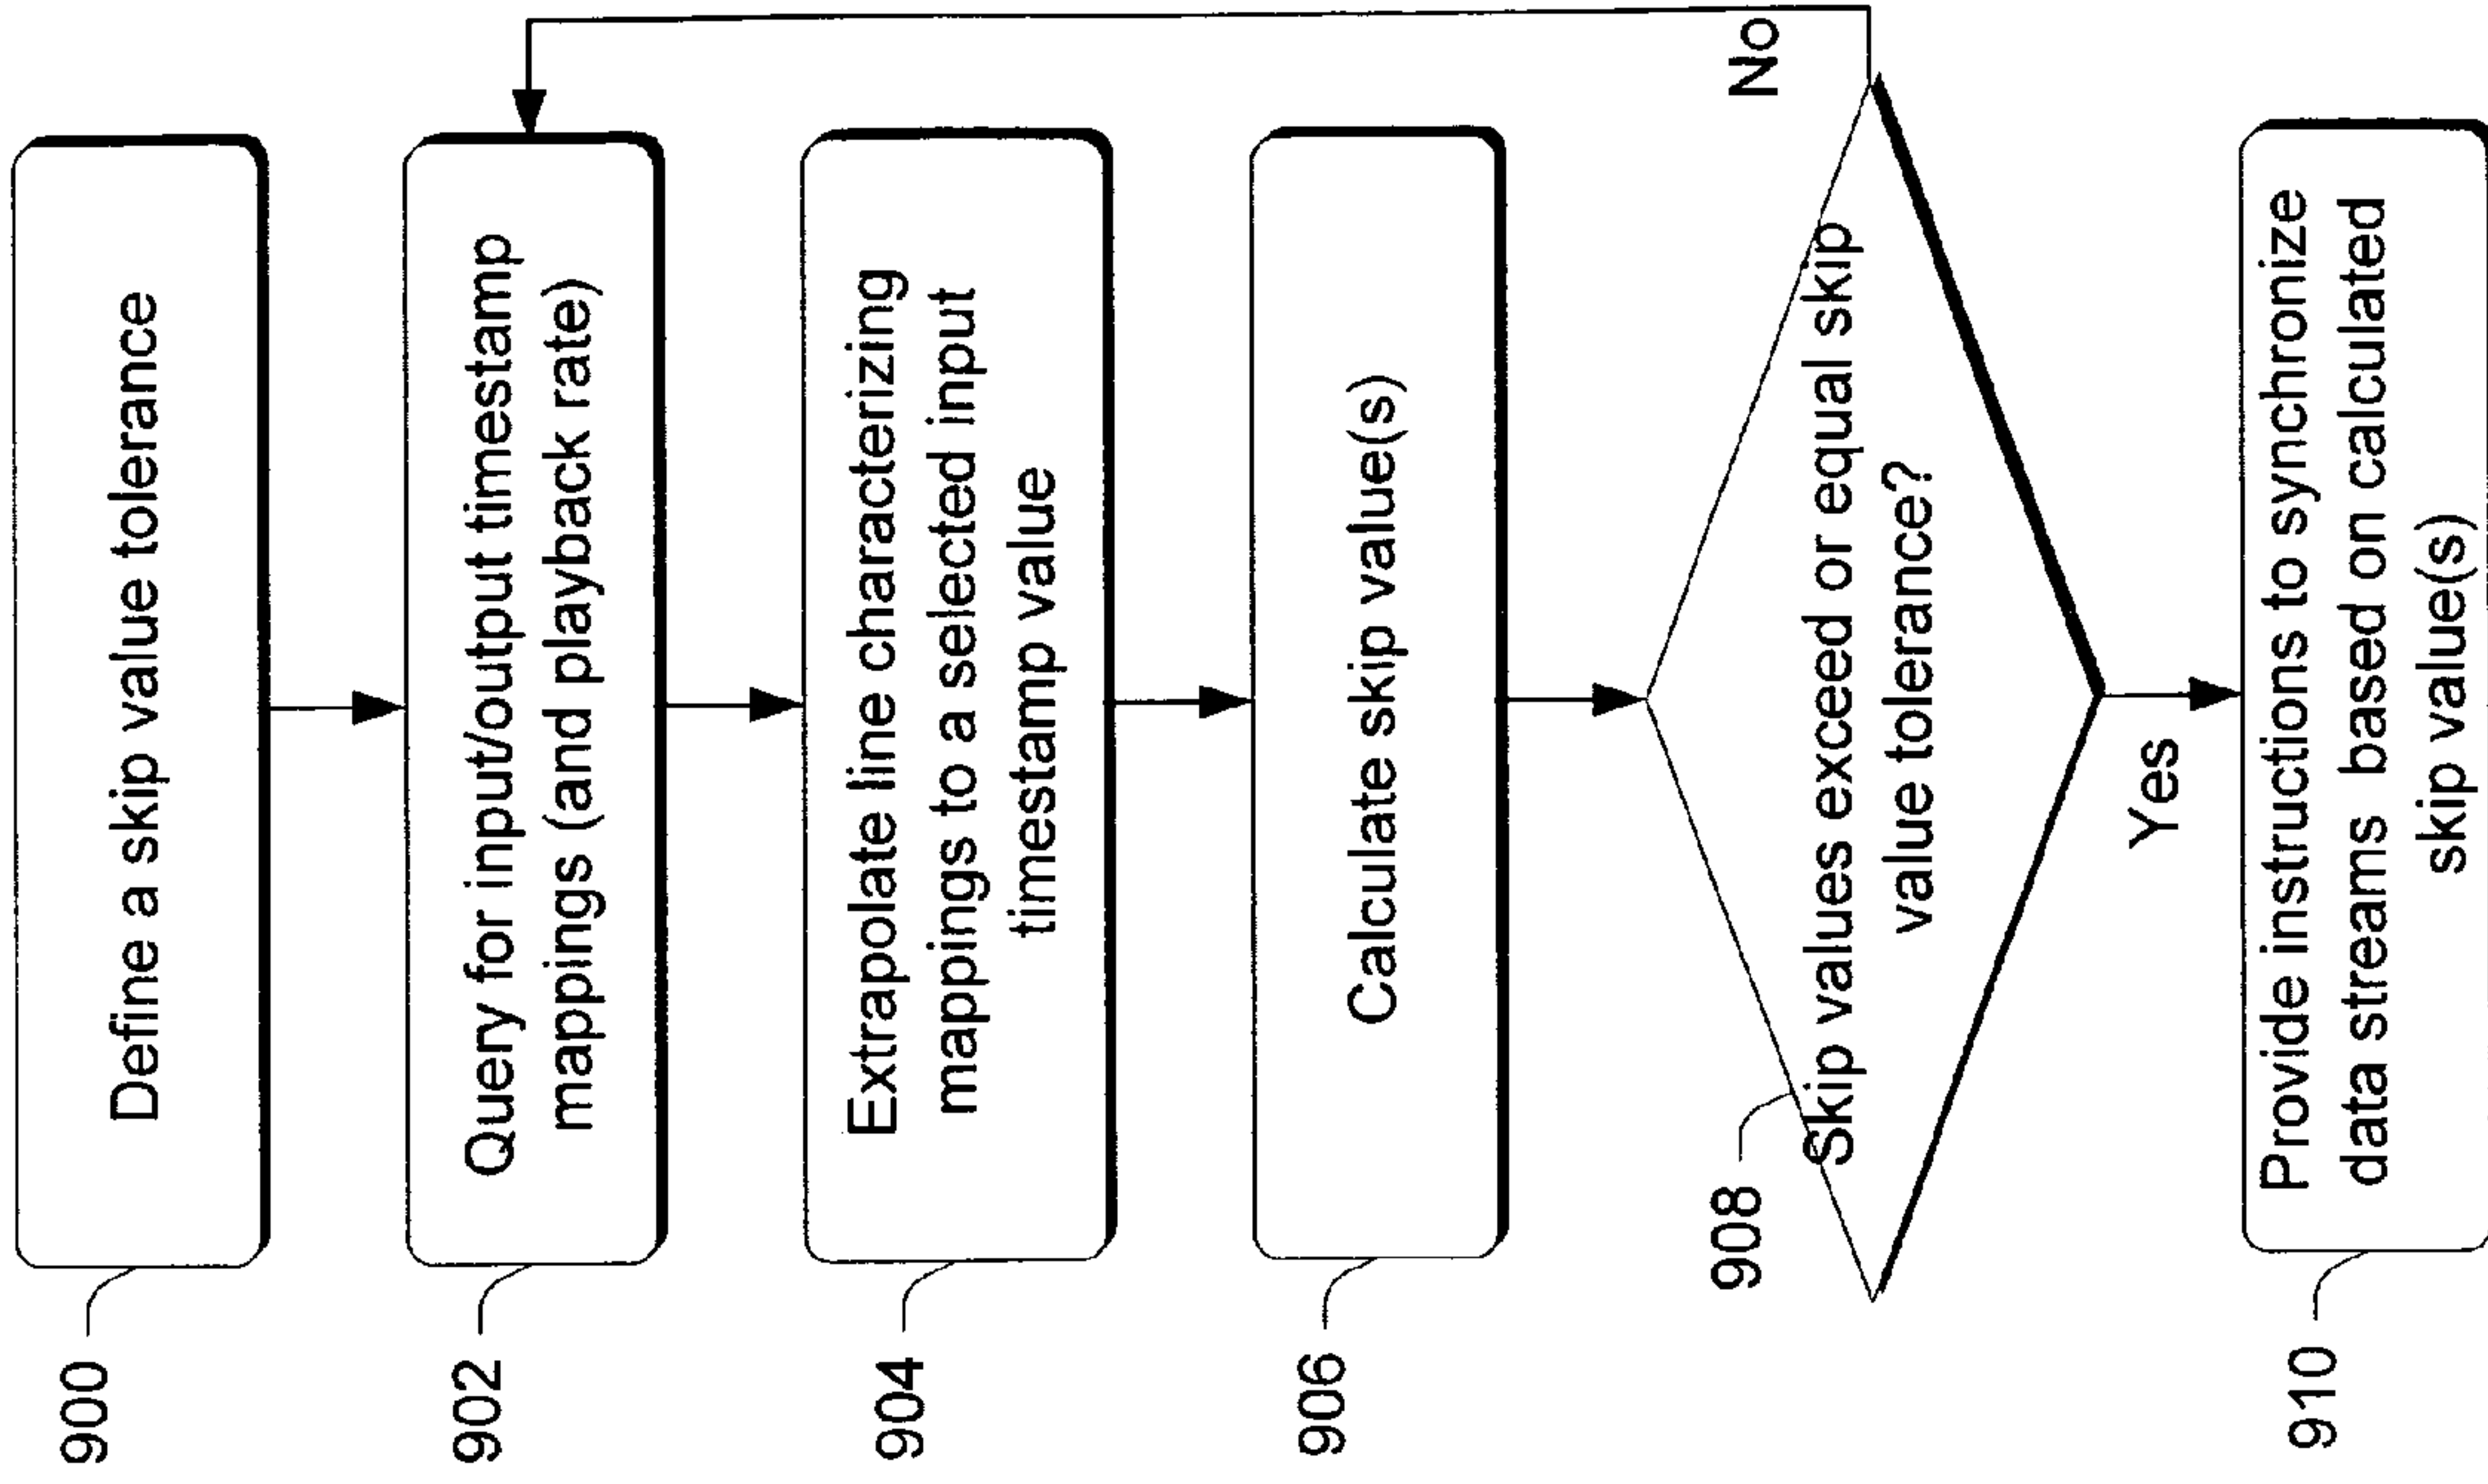 900
Define a skip value tolerance
902
Query for input/output timestamp
mappings (and playback rate)
904
Extrapolate line characterizing
mappings to a selected input
timestamp value
906
Calculate skip value(s)
908
Skip values exceed or equal skip
value tolerance?
No
Yes
910
Provide instructions to synchronize
data streams based on calculated
skip value(s)